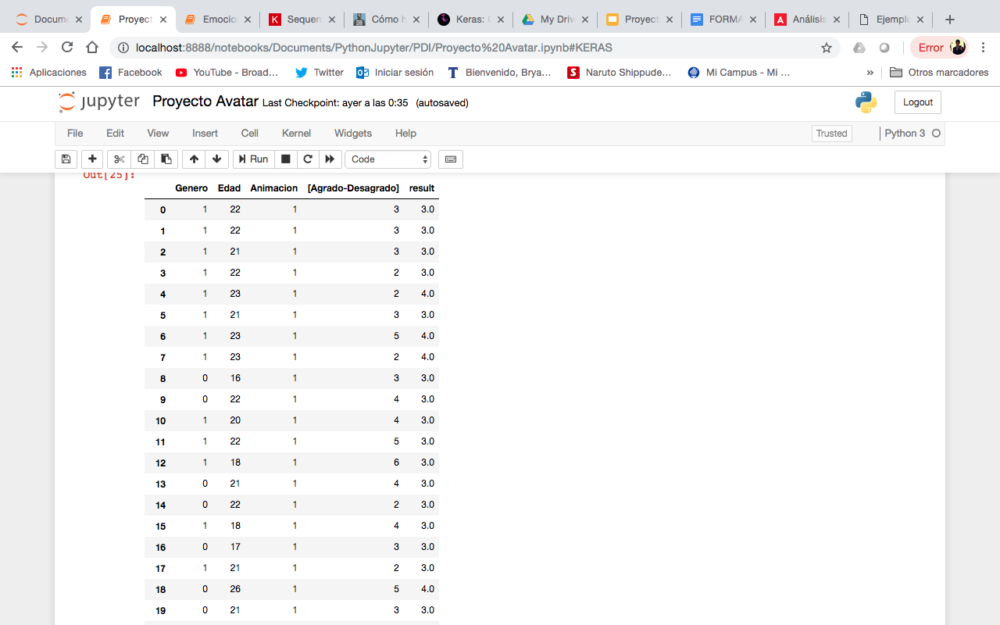 Docume Proyect Emocio Sequen Cómo h Keras: C My Driv Proyect FORMA Análisis Ejemplo
localhost:8888/notebooks/Documents/PythonJupyter/PDI/Proyecto%20Avatar.ipynb#KERAS Error
Aplicaciones Facebook YouTube - Broad... Twitter Iniciar sesión Bienvenido, Brya... Naruto Shippude... Mi Campus - Mi ... » Otros marcadores
jupyter Proyecto Avatar Last Checkpoint: ayer a las 0:35 (autosaved) Logout
File Edit View Insert Cell Kernel Widgets Help Trusted Python 3
Run Code
Out[25]:
Genero Edad Animacion [Agrado-Desagrado] result
0 1 22 1 3 3.0
1 1 22 1 3 3.0
2 1 21 1 3 3.0
3 1 22 1 2 3.0
4 1 23 1 2 4.0
5 1 21 1 3 3.0
6 1 23 1 5 4.0
7 1 23 1 2 4.0
8 0 16 1 3 3.0
9 0 22 1 4 3.0
10 1 20 1 4 3.0
11 1 22 1 5 3.0
12 1 18 1 6 3.0
13 0 21 1 4 3.0
14 0 22 1 2 3.0
15 1 18 1 4 3.0
16 0 17 1 3 3.0
17 1 21 1 2 3.0
18 0 26 1 5 4.0
19 0 21 1 3 3.0